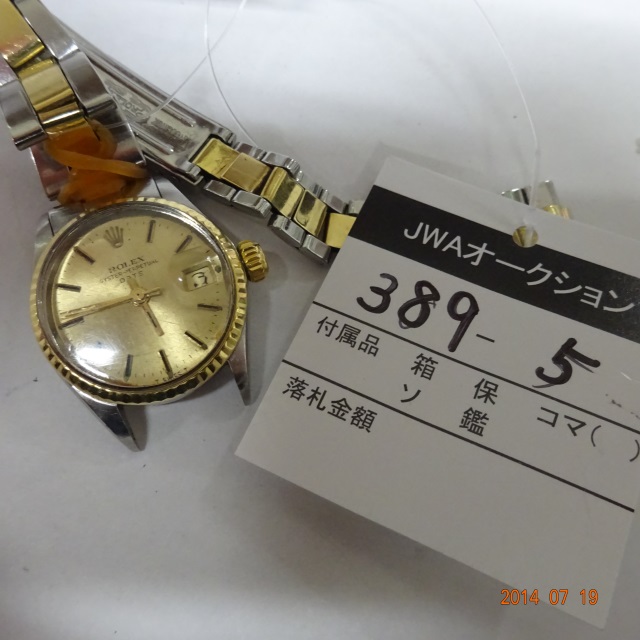 ROLEX
OYSTER PERPETUAL
DATE
JWAオークション
389-5
付属品 箱 保 コマ( )
ソ 鑑
落札金額
2014 07 19